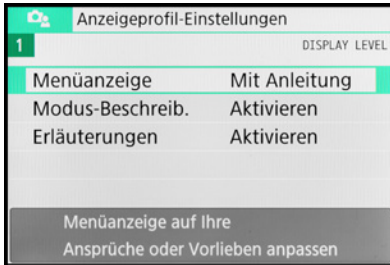 Anzeigeprofil-Einstellungen
1 DISPLAY LEVEL
Menüanzeige Mit Anleitung
Modus-Beschreib. Aktivieren
Erläuterungen Aktivieren
Menüanzeige auf Ihre
Ansprüche oder Vorlieben anpassen